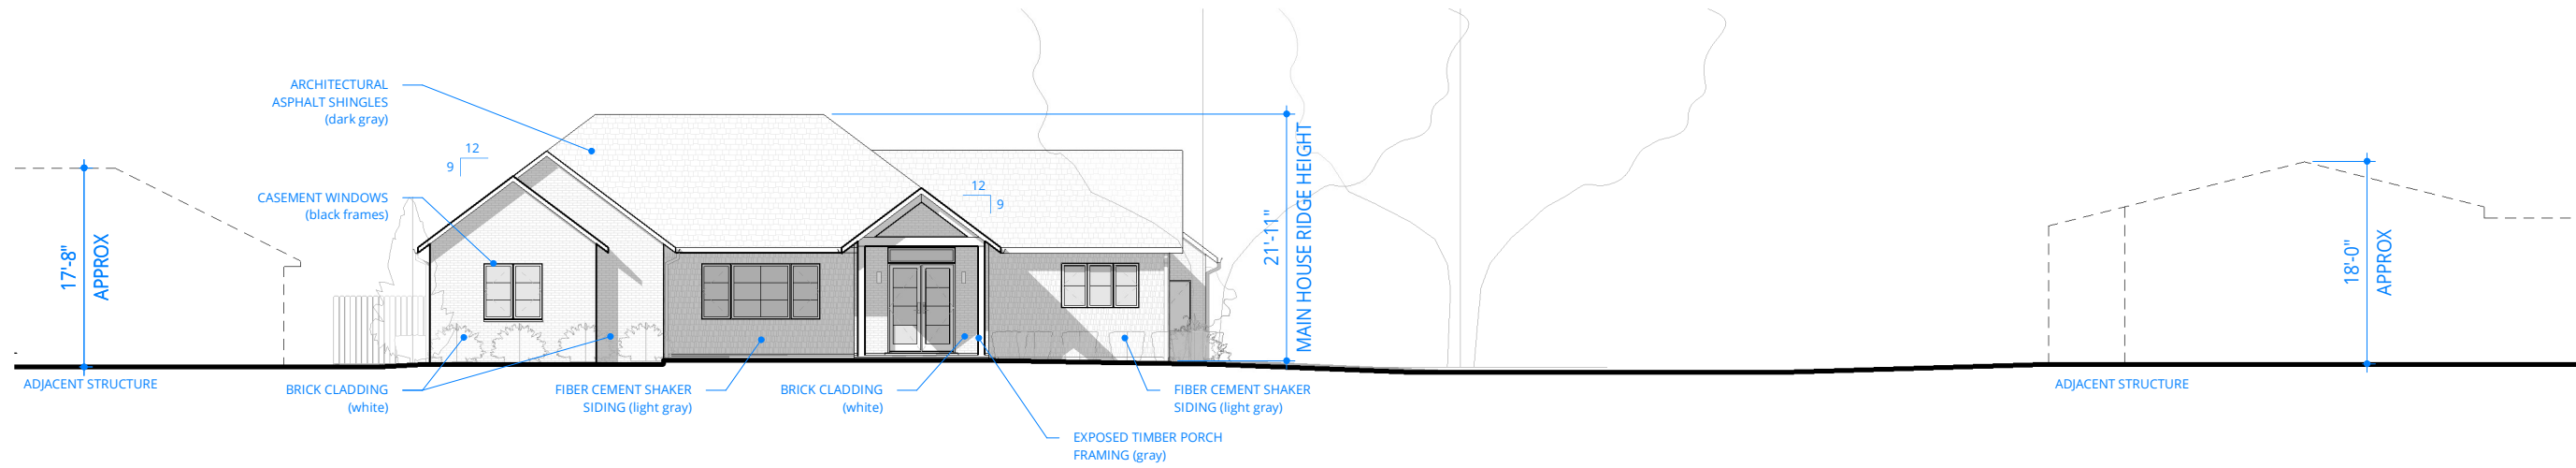 ARCHITECTURAL
ASPHALT SHINGLES
(dark gray)
12
9
CASEMENT WINDOWS
(black frames)
12
9
17'-8"
APPROX
21'-11"
MAIN HOUSE RIDGE HEIGHT
18'-0"
APPROX
ADJACENT STRUCTURE
BRICK CLADDING
(white)
FIBER CEMENT SHAKER
SIDING (light gray)
BRICK CLADDING
(white)
FIBER CEMENT SHAKER
SIDING (light gray)
EXPOSED TIMBER PORCH
FRAMING (gray)
ADJACENT STRUCTURE